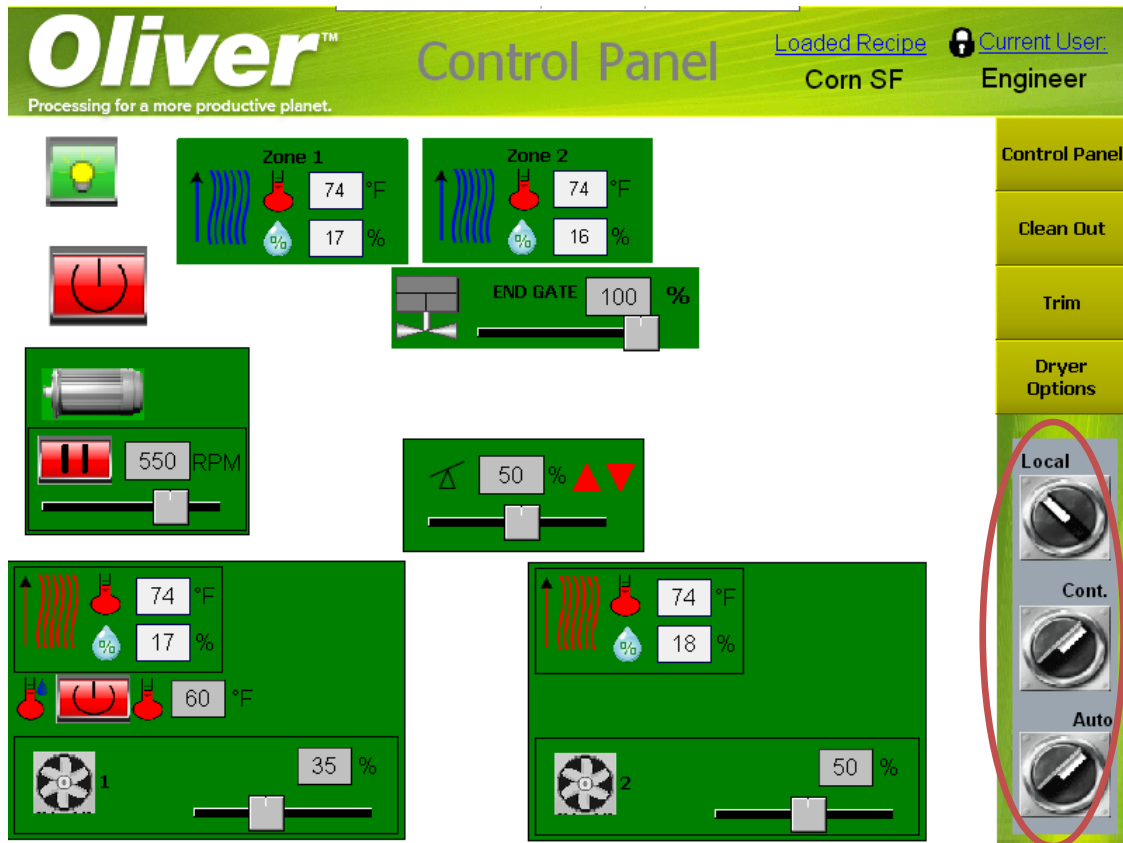 Oliver™
Processing for a more productive planet.
Control Panel
Loaded Recipe
Corn SF
Current User:
Engineer
Control Panel
Clean Out
Trim
Dryer
Options
Local
Cont.
Auto
Zone 1
74 °F
% 17 %
Zone 2
74 °F
% 16 %
END GATE 100 %
550 RPM
50 %
74 °F
% 17 %
60 °F
1 35 %
74 °F
% 18 %
2 50 %